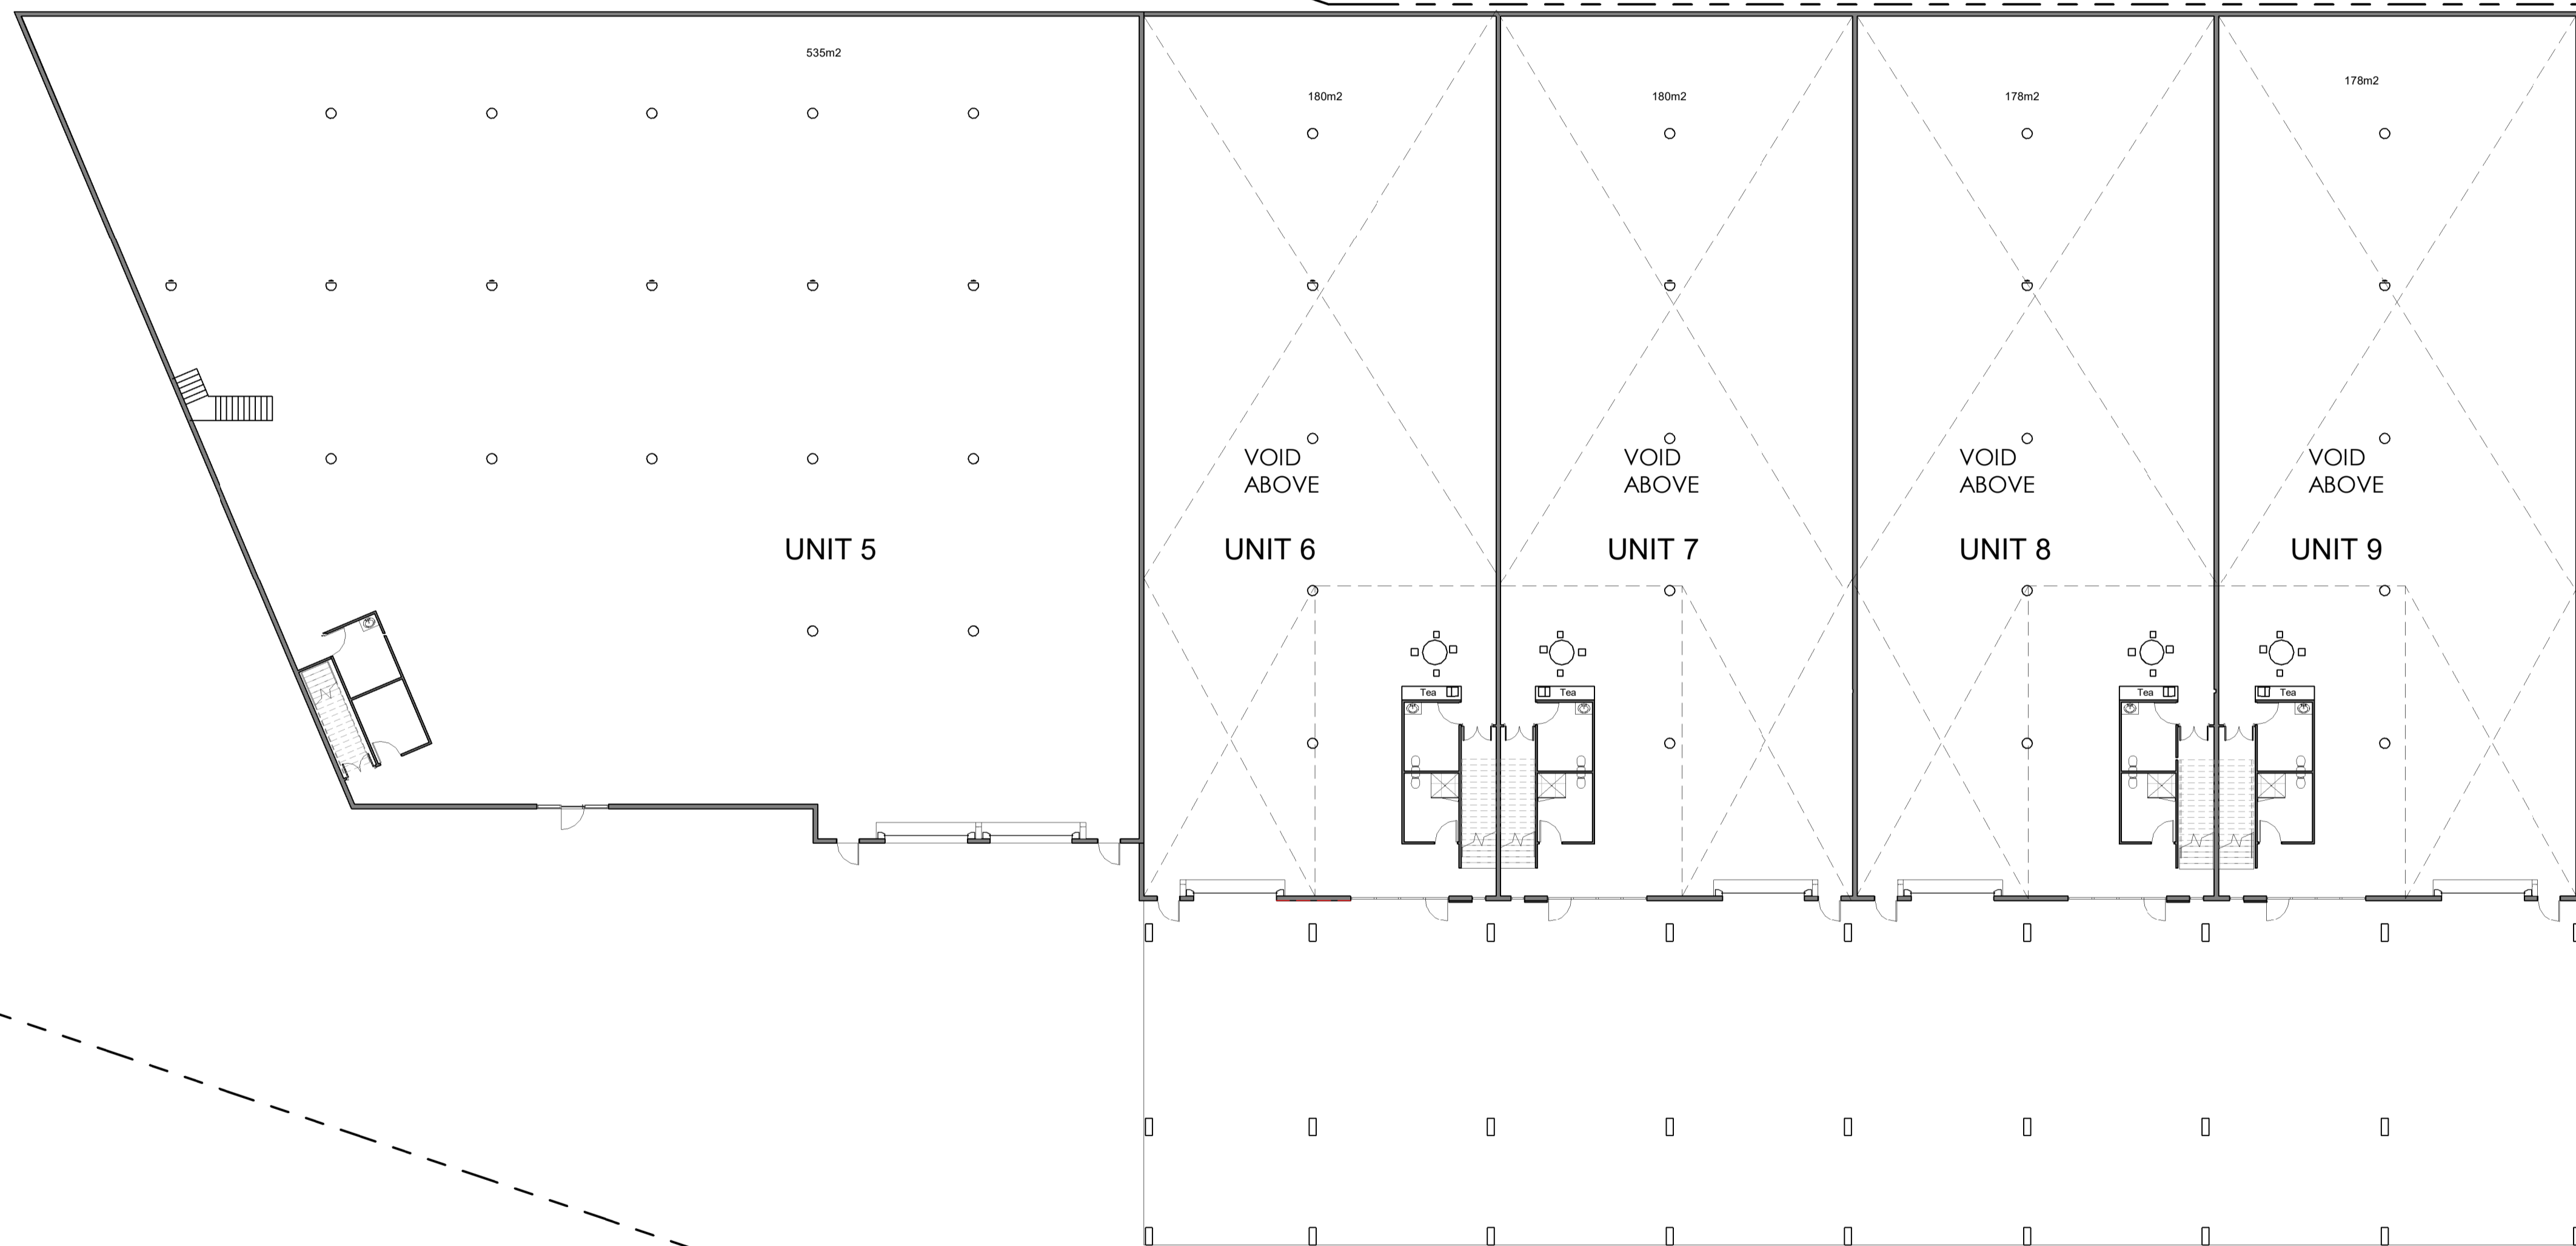 535m2
180m2
180m2
178m2
178m2
VOID
ABOVE
VOID
ABOVE
VOID
ABOVE
VOID
ABOVE
UNIT 5
UNIT 6
UNIT 7
UNIT 8
UNIT 9
Tea
Tea
Tea
Tea